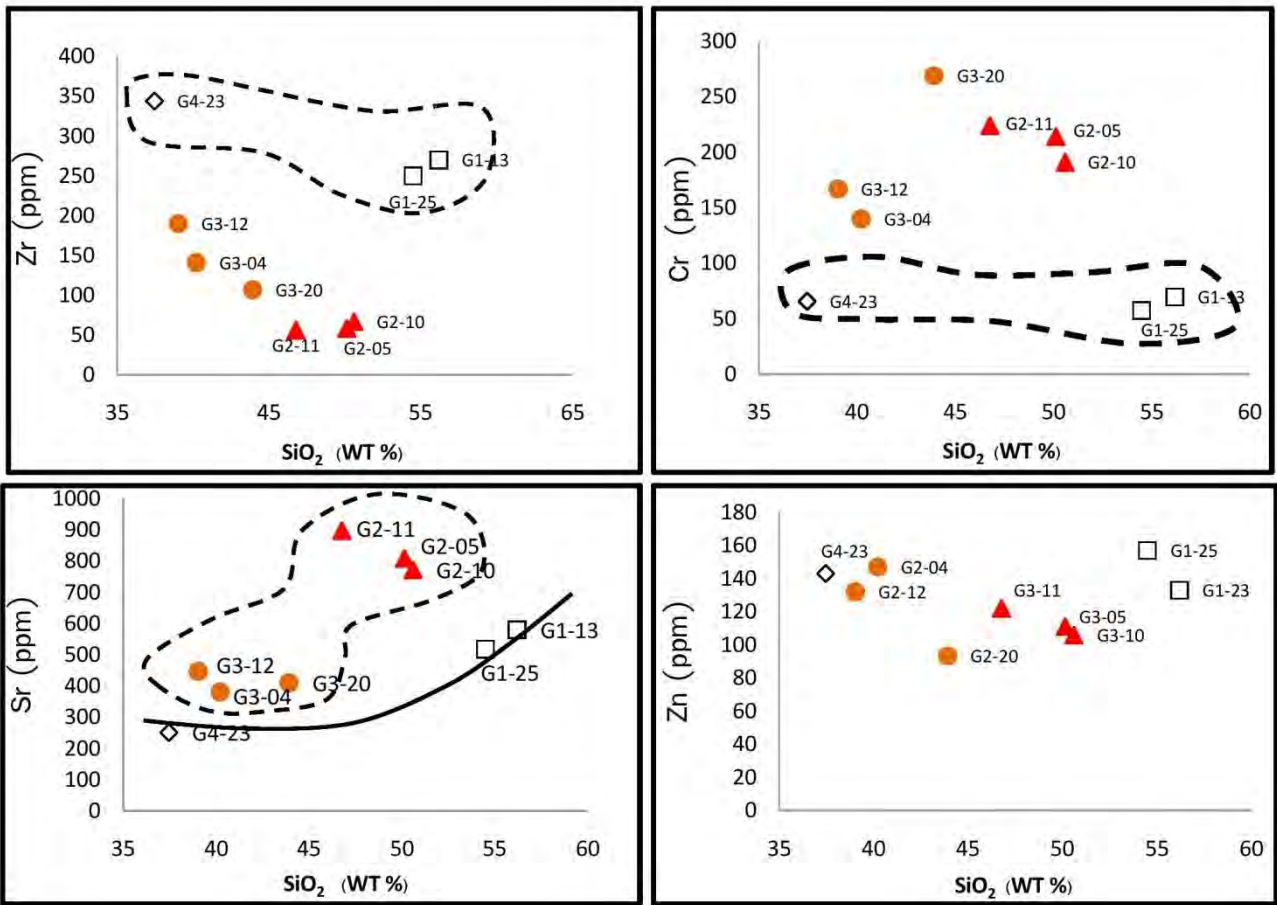 400
350
300
250
200
150
100
50
0
Zr (ppm)
G4-23
G1-13
G1-25
G3-12
G3-04
G3-20
G2-10
G2-11
G2-05
35
45
55
65
SiO₂ (WT %)
300
250
200
150
100
50
0
Cr (ppm)
G3-20
G2-11
G2-05
G2-10
G3-12
G3-04
G4-23
G1-13
G1-25
35
40
45
50
55
60
SiO₂ (WT %)
1000
900
800
700
600
500
400
300
200
100
0
Sr (ppm)
G2-11
G2-05
G2-10
G1-13
G1-25
G3-12
G3-20
G3-04
G4-23
35
40
45
50
55
60
SiO₂ (WT %)
180
160
140
120
100
80
60
40
20
0
Zn (ppm)
G4-23
G2-04
G2-12
G1-25
G1-23
G3-11
G3-05
G3-10
G2-20
35
40
45
50
55
60
SiO₂ (WT %)